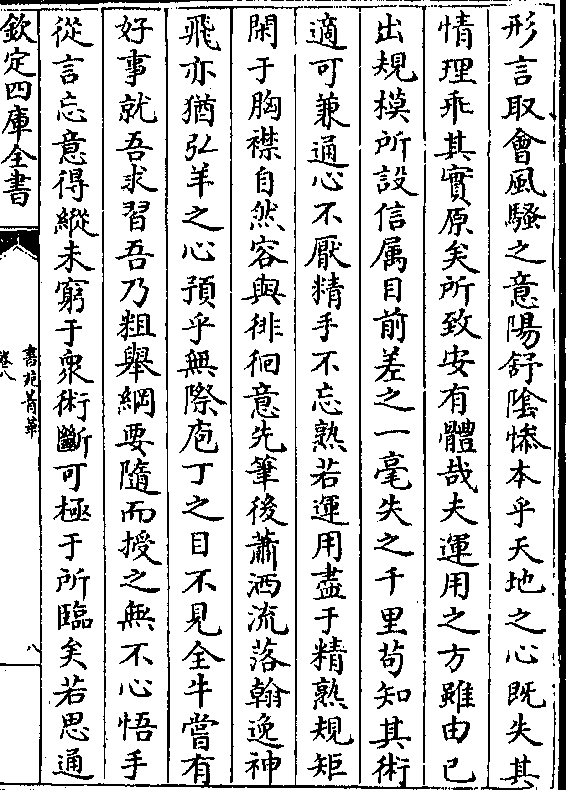 形言取會風騷之意陽舒隂慘本乎天地之心既失其
情理乖其實原矣所致安有體哉夫運用之方雖由己
出規模所設信属目前差之一毫失之千里苟知其術
適可兼通心不厭精手不忘熟若運用盡于精熟規矩
閑于胸襟自然容與徘徊意先筆後蕭洒流落翰逸神
飛亦猶弘羊之心預乎無際庖丁之目不見全牛嘗有
好事就吾求習吾乃粗舉綱要隨而授之無不心悟手
從言忘意得縱未窮于衆術斷可極于所臨矣若思通
欽定四庫全書
書苑菁華
卷八
八